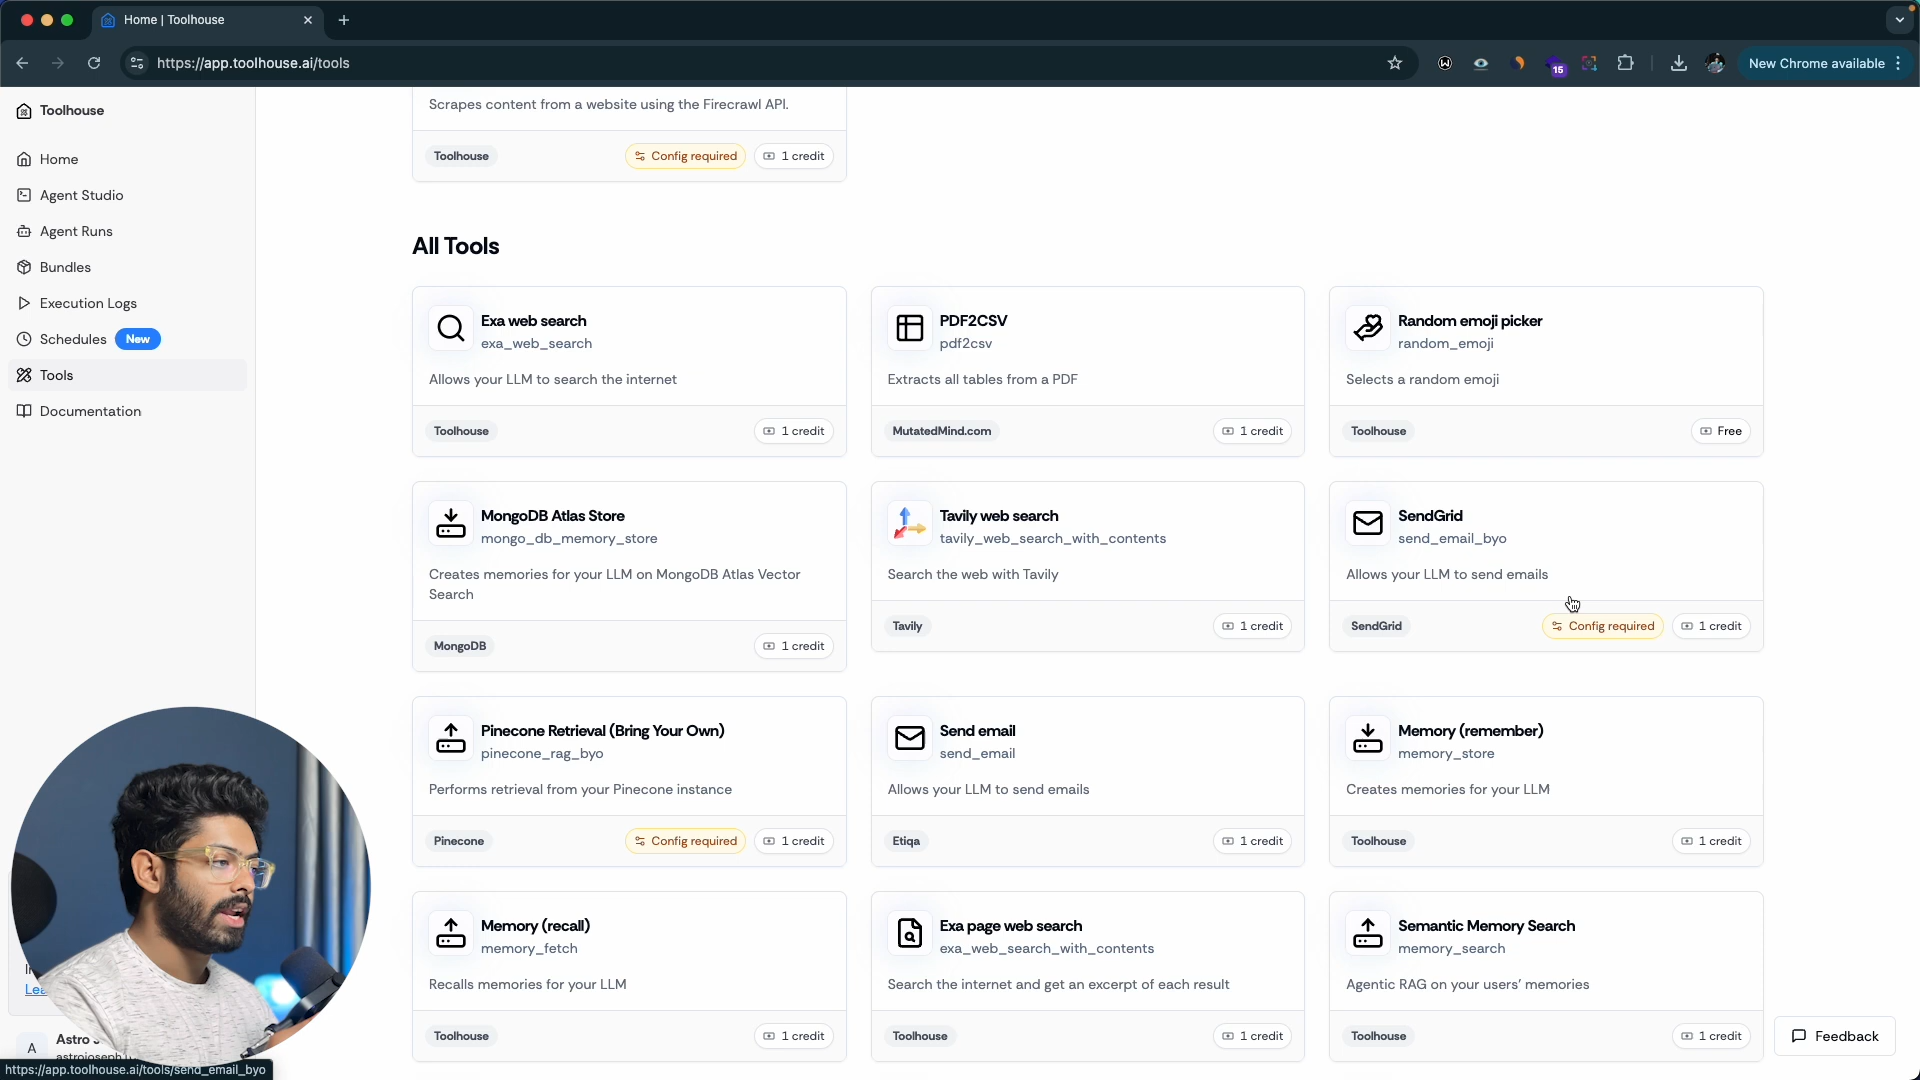 Home | Toolhouse
https://app.toolhouse.ai/tools
15
New Chrome available
Toolhouse
Home
Agent Studio
Agent Runs
Bundles
Execution Logs
Schedules New
Tools
Documentation
Scrapes content from a website using the Firecrawl API.
Toolhouse Config required 1 credit
All Tools
Exa web search
exa_web_search
Allows your LLM to search the internet
Toolhouse 1 credit
PDF2CSV
pdf2csv
Extracts all tables from a PDF
MutatedMind.com 1 credit
Random emoji picker
random_emoji
Selects a random emoji
Toolhouse Free
MongoDB Atlas Store
mongo_db_memory_store
Creates memories for your LLM on MongoDB Atlas Vector
Search
MongoDB 1 credit
Tavily web search
tavily_web_search_with_contents
Search the web with Tavily
Tavily 1 credit
SendGrid
send_email_byo
Allows your LLM to send emails
SendGrid Config required 1 credit
Pinecone Retrieval (Bring Your Own)
pinecone_rag_byo
Performs retrieval from your Pinecone instance
Pinecone Config required 1 credit
Send email
send_email
Allows your LLM to send emails
Etiqa 1 credit
Memory (remember)
memory_store
Creates memories for your LLM
Toolhouse 1 credit
Memory (recall)
memory_fetch
Recalls memories for your LLM
Toolhouse 1 credit
Exa page web search
exa_web_search_with_contents
Search the internet and get an excerpt of each result
Toolhouse 1 credit
Semantic Memory Search
memory_search
Agentic RAG on your users' memories
Toolhouse 1 credit
Feedback
A Astro
https://app.toolhouse.ai/tools/send_email_byo